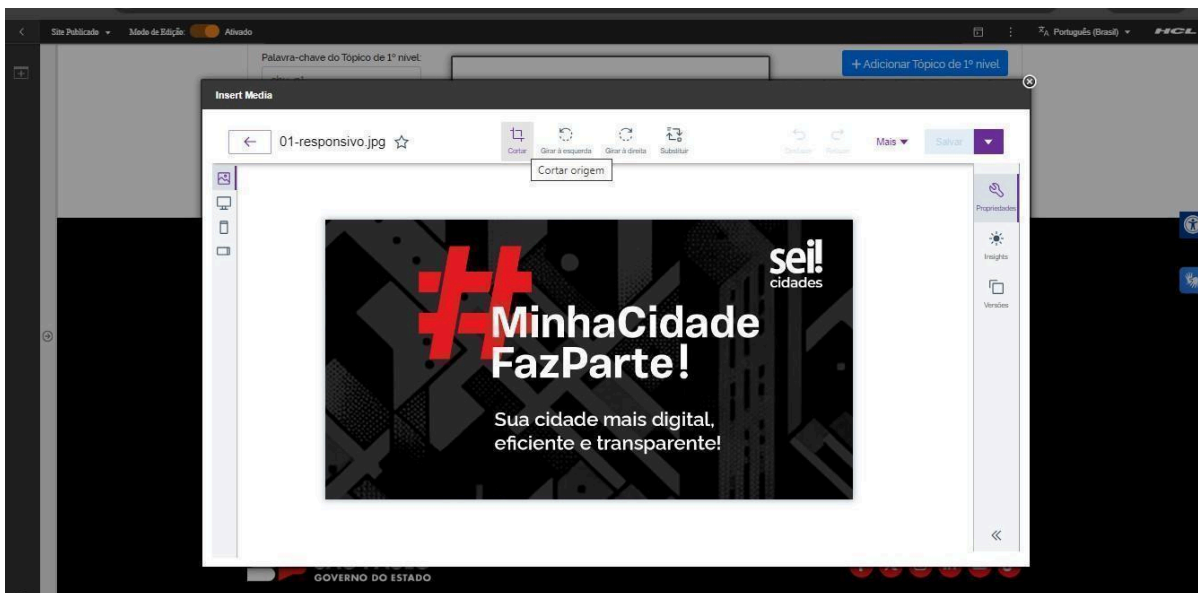 Site Publicado
Modo de Edição:
Ativado
Português (Brasil)
HCL
Palavra-chave do Tópico de 1º nível:
+ Adicionar Tópico de 1º nível
Insert Media
01-responsivo.jpg
Cortar
Girar à esquerda
Girar à direita
Substituir
Mais
Salvar
Cortar origem
Propriedades
Insights
Versões
sei!
cidades
#MinhaCidade
FazParte!
Sua cidade mais digital,
eficiente e transparente!
GOVERNO DO ESTADO